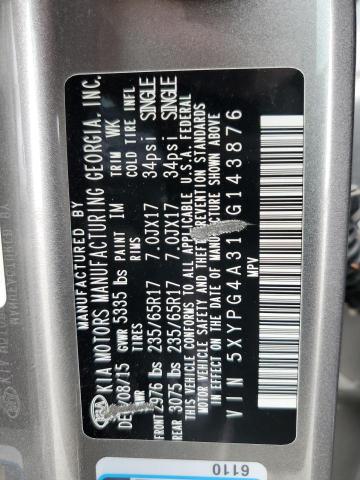 MANUFACTURED BY
KIA KIA MOTORS MANUFACTURING GEORGIA, INC.
08/15 GVWR 5335 lbs PAINT IM TRIM WK
TIRES RIMS COLD TIRE INFL
FRONT 2976 lbs 235/65R17 7.0JX17 34psi SINGLE
REAR 3075 lbs 235/65R17 7.0JX17 34psi SINGLE
THIS VEHICLE CONFORMS TO ALL APPLICABLE U.S.A. FEDERAL
MOTOR VEHICLE SAFETY AND THEFT PREVENTION STANDARDS
IN EFFECT ON THE DATE OF MANUFACTURE SHOWN ABOVE
VIN 5XYPG4A31 G143876
MPV
6110